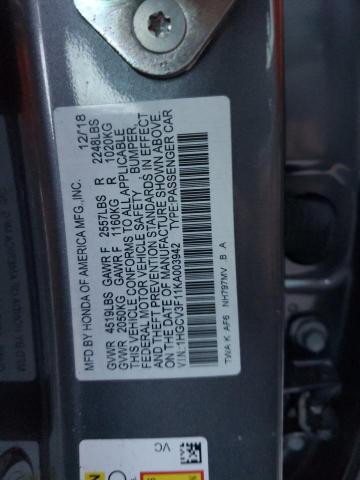 MFD.BY HONDA OF AMERICA MFG.,INC. 12/18
GVWR 4519LBS GAWR F 2557LBS R 2248LBS
GVWR 2050KG GAWR F 1160KG R 1020KG
THIS VEHICLE CONFORMS TO ALL APPLICABLE
FEDERAL MOTOR VEHICLE SAFETY BUMPER,
AND THEFT PREVENTION STANDARDS IN EFFECT
ON THE DATE OF MANUFACTURE SHOWN ABOVE.
V.I.N.:1HGCV3F11KA003942 TYPE:PASSENGER CAR
TWA K AF6 NH797MV B A
VC